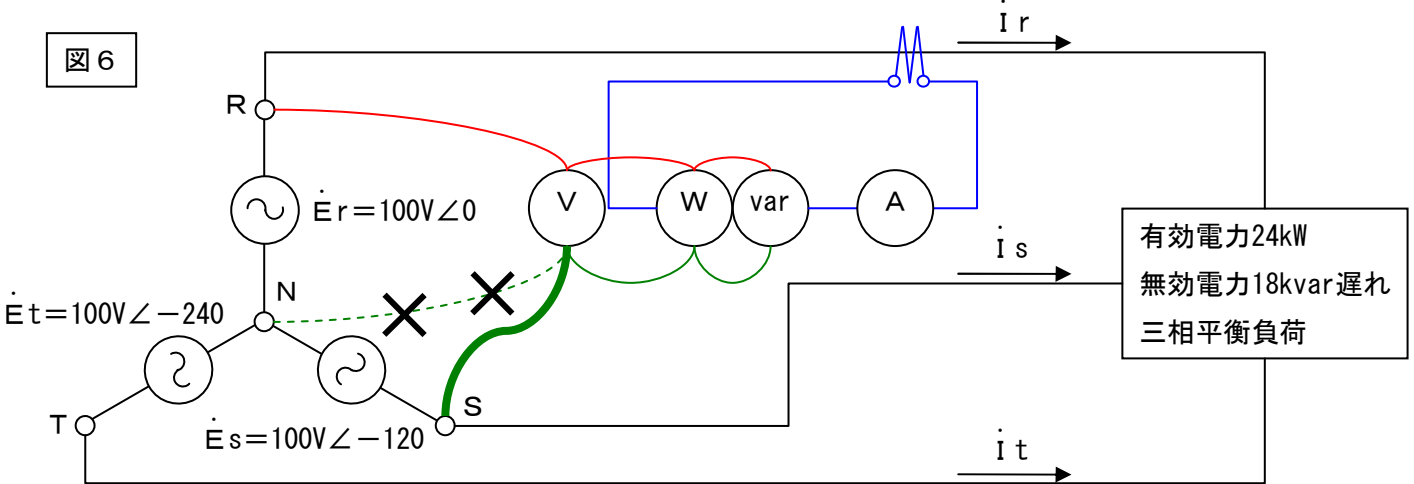 図６
İr
R
V
W
var
A
Ėr＝100V∠0
有効電力24kW
無効電力18kvar遅れ
三相平衡負荷
İs
N
Ėt＝100V∠－240
T
S
Ės＝100V∠－120
İt